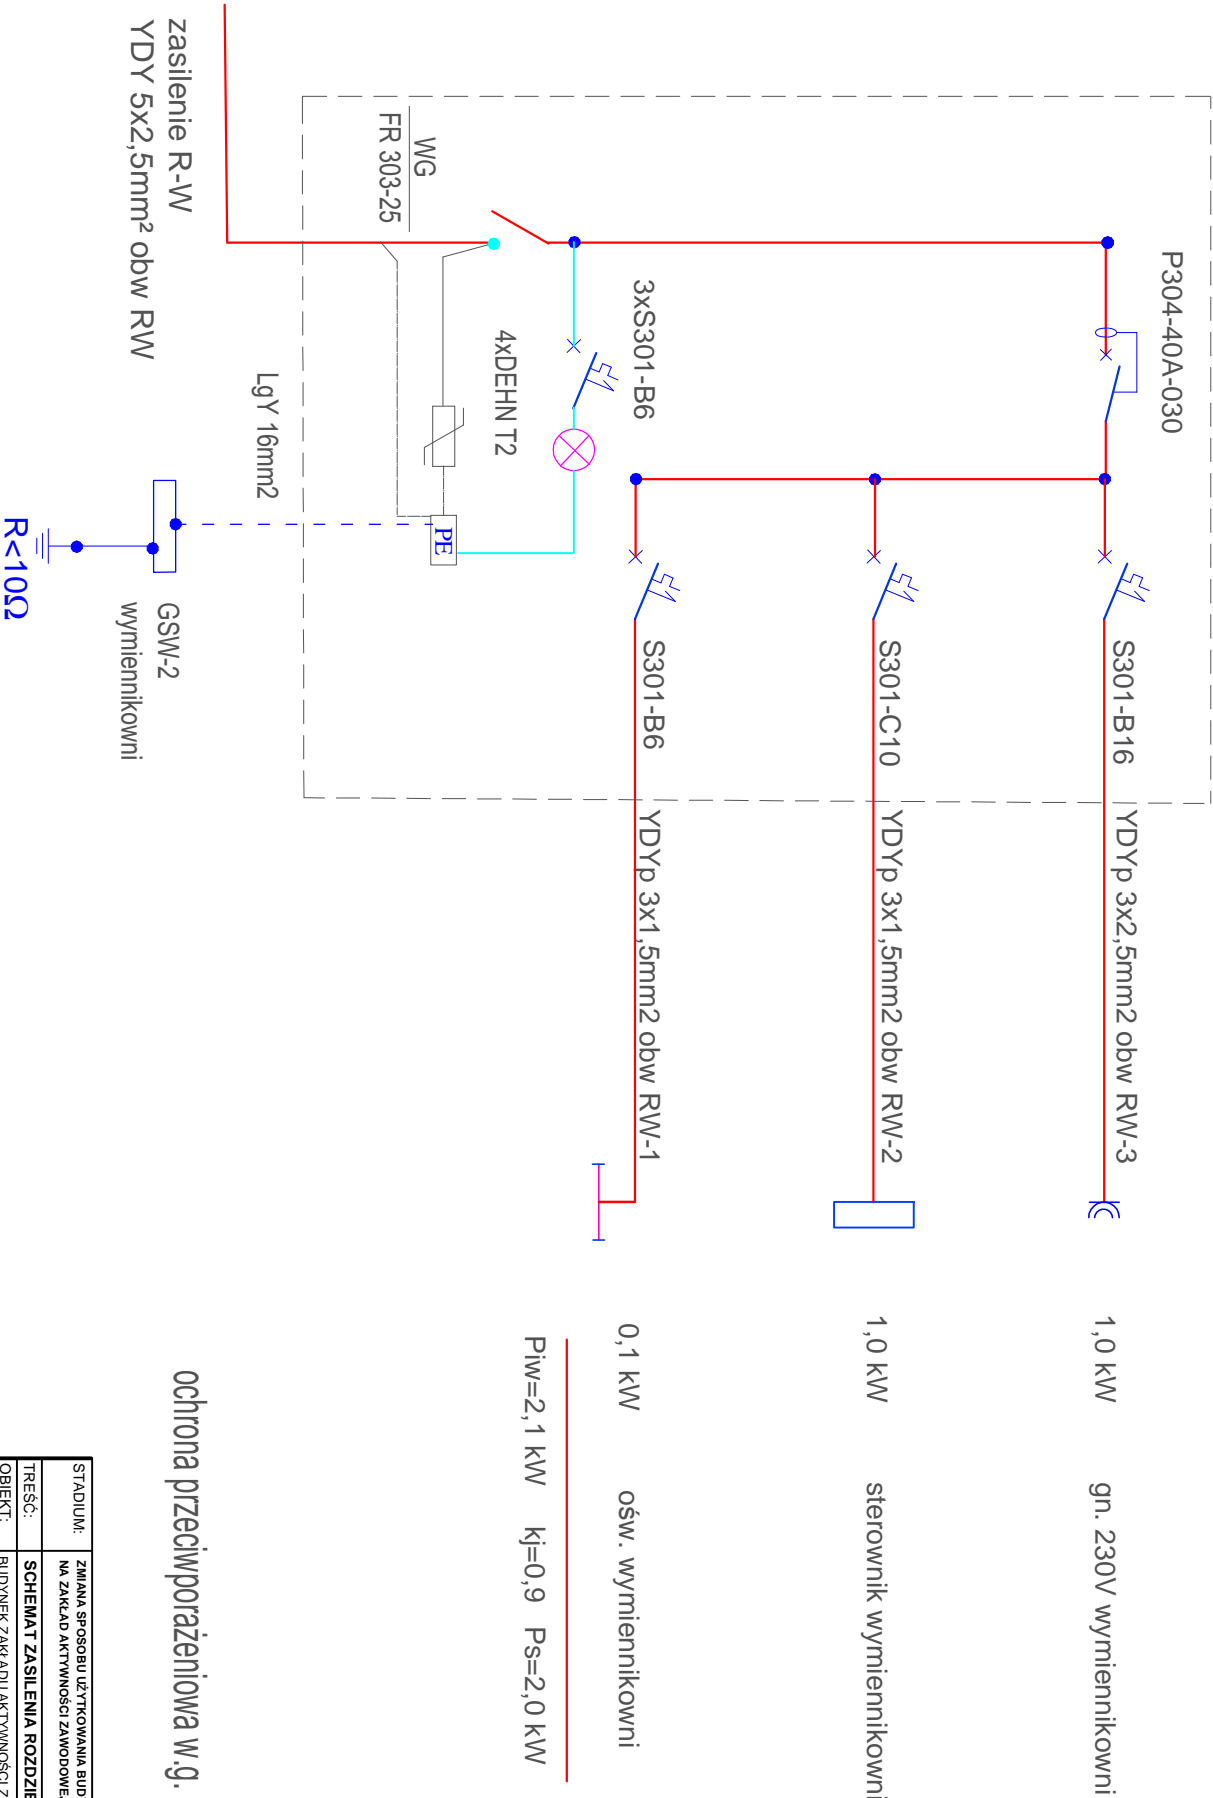 P304-40A-030
S301-B16
YDYp 3x2,5mm2 obw RW-3
1,0 kW
gn. 230V wymiennikowni
S301-C10
YDYp 3x1,5mm2 obw RW-2
1,0 kW
sterownik wymiennikowni
3xS301-B6
S301-B6
YDYp 3x1,5mm2 obw RW-1
0,1 kW
ośw. wymiennikowni
4xDEHN T2
Piw=2,1 kW kj=0,9 Ps=2,0 kW
PE
WG
FR 303-25
LgY 16mm2
zasilenie R-W
YDY 5x2,5mm² obw RW
GSW-2
wymiennikowni
R<10Ω
ochrona przeciwporażeniowa w.g.
STADIUM:
ZMIANA SPOSOBU UŻYTKOWANIA BUD
NA ZAKŁAD AKTYWNOŚCI ZAWODOWEJ
TREŚĆ:
SCHEMAT ZASILENIA ROZDZIE
OBIEKT:
BUDYNEK ZAKŁADU AKTYWNOŚCI Z